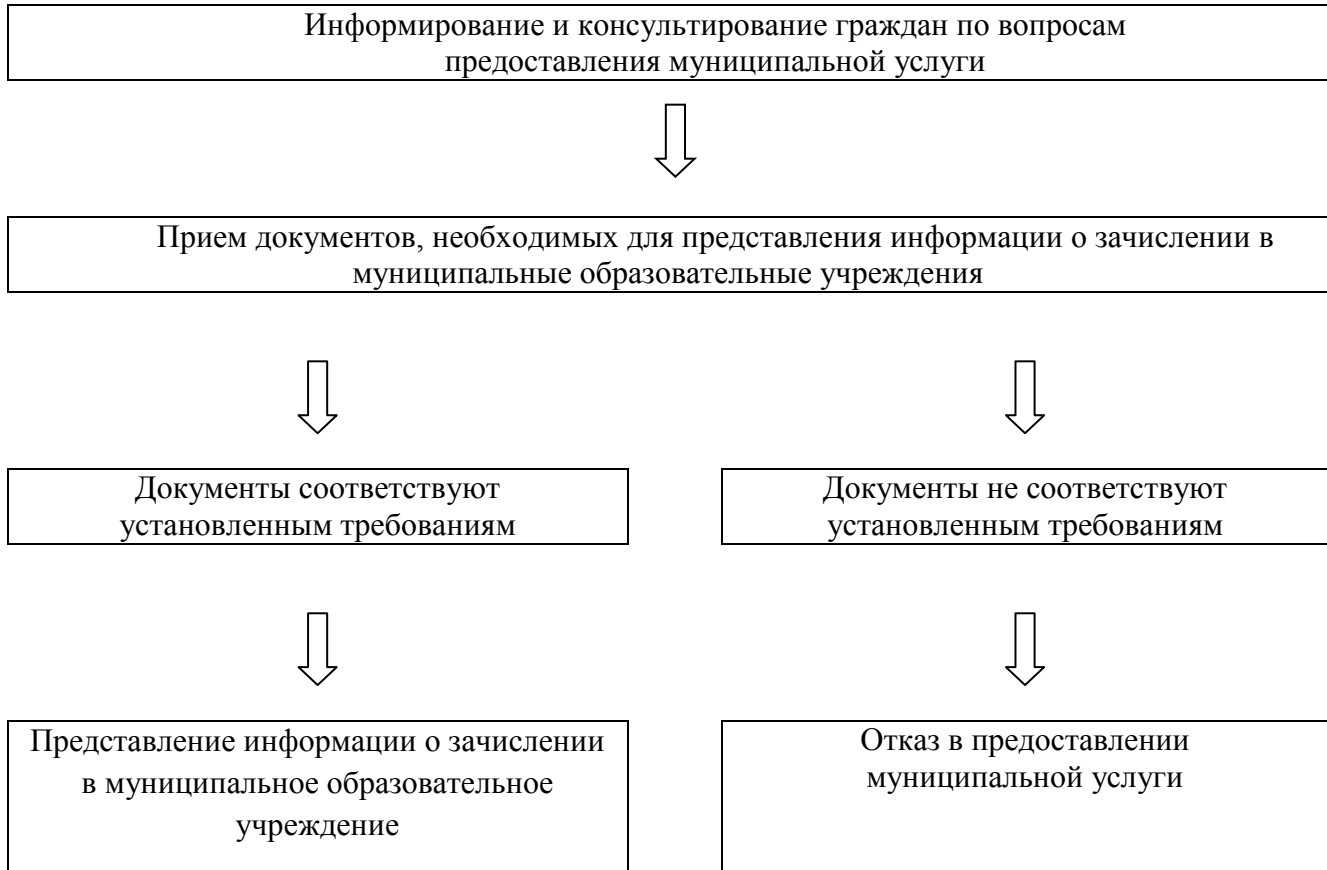 Информирование и консультирование граждан по вопросам
предоставления муниципальной услуги
Прием документов, необходимых для представления информации о зачислении в
муниципальные образовательные учреждения
Документы соответствуют
установленным требованиям
Документы не соответствуют
установленным требованиям
Представление информации о зачислении
в муниципальное образовательное
учреждение
Отказ в предоставлении
муниципальной услуги